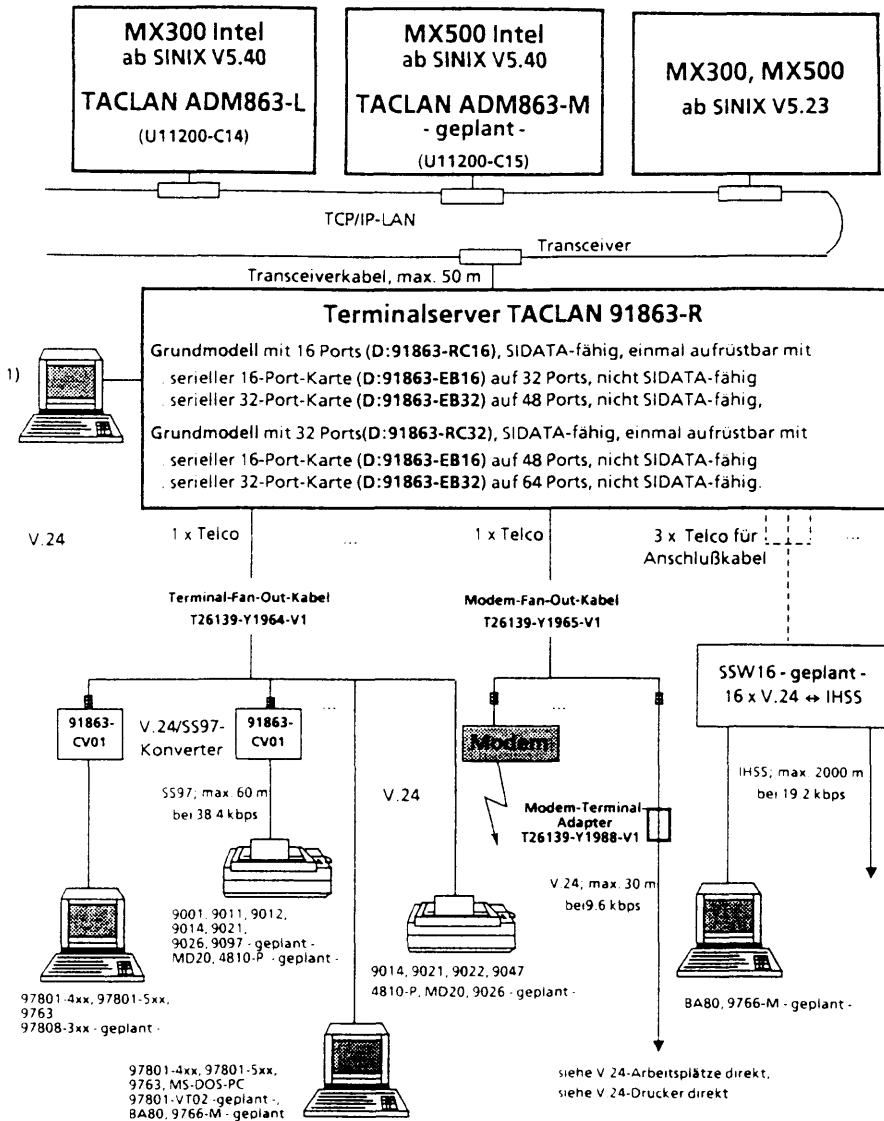 MX300 Intel
ab SINIX V5.40
TACLAN ADM863-L
(U11200-C14)
MX500 Intel
ab SINIX V5.40
TACLAN ADM863-M
- geplant -
(U11200-C15)
MX300, MX500
ab SINIX V5.23
TCP/IP-LAN
Transceiver
Transceiverkabel, max. 50 m
1)
Terminalserver TACLAN 91863-R
Grundmodell mit 16 Ports (D:91863-RC16), SIDATA-fähig, einmal aufrüstbar mit
. serieller 16-Port-Karte (D:91863-EB16) auf 32 Ports, nicht SIDATA-fähig
. serieller 32-Port-Karte (D:91863-EB32) auf 48 Ports, nicht SIDATA-fähig,
Grundmodell mit 32 Ports(D:91863-RC32), SIDATA-fähig, einmal aufrüstbar mit
. serieller 16-Port-Karte (D:91863-EB16) auf 48 Ports, nicht SIDATA-fähig
. serieller 32-Port-Karte (D:91863-EB32) auf 64 Ports, nicht SIDATA-fähig.
V.24
1 x Telco
...
1 x Telco
3 x Telco für
Anschlußkabel
...
Terminal-Fan-Out-Kabel
T26139-Y1964-V1
Modem-Fan-Out-Kabel
T26139-Y1965-V1
SSW16 - geplant -
16 x V.24 ↔ IHSS
91863-
CV01
V.24/SS97-
Konverter
91863-
CV01
...
...
Modem
SS97; max. 60 m
bei 38.4 kbps
V.24
IHSS; max. 2000 m
bei 19.2 kbps
Modem-Terminal
Adapter
T26139-Y1988-V1
V.24; max. 30 m
bei9.6 kbps
9001, 9011, 9012,
9014, 9021,
9026, 9097 - geplant -
MD20, 4810-P - geplant -
9014, 9021, 9022, 9047
4810-P, MD20, 9026 - geplant -
97801-4xx, 97801-5xx,
9763
97808-3xx - geplant -
BA80, 9766-M - geplant -
97801-4xx, 97801-5xx,
9763, MS-DOS-PC
97801-VT02 -geplant -,
BA80, 9766-M - geplant
siehe V.24-Arbeitsplätze direkt,
siehe V.24-Drucker direkt